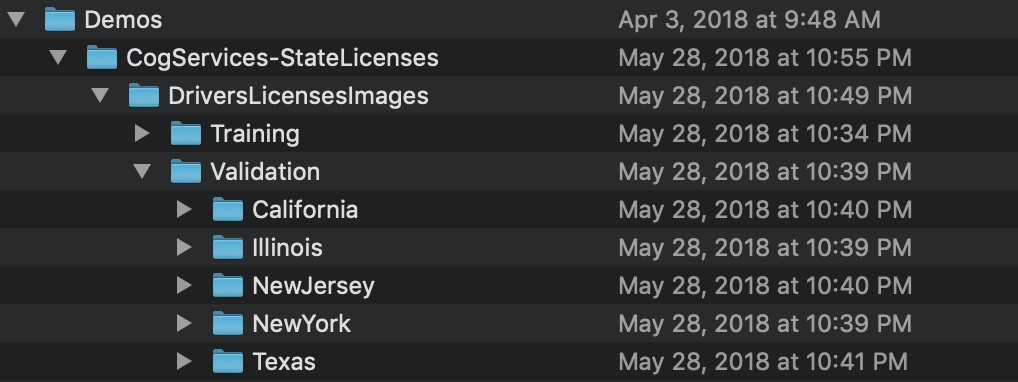 Demos Apr 3, 2018 at 9:48 AM
CogServices-StateLicenses May 28, 2018 at 10:55 PM
DriversLicensesImages May 28, 2018 at 10:49 PM
Training May 28, 2018 at 10:34 PM
Validation May 28, 2018 at 10:39 PM
California May 28, 2018 at 10:40 PM
Illinois May 28, 2018 at 10:39 PM
NewJersey May 28, 2018 at 10:40 PM
NewYork May 28, 2018 at 10:39 PM
Texas May 28, 2018 at 10:41 PM